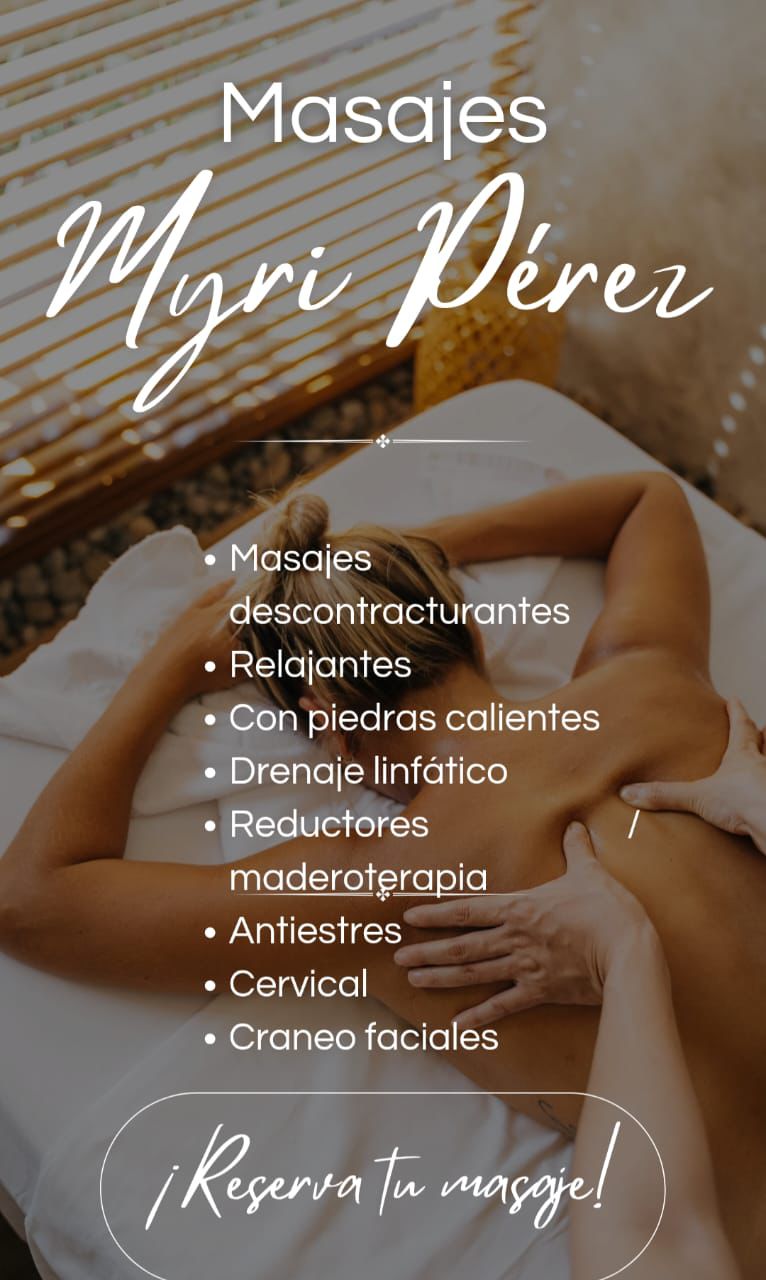 Masajes
Myri Pérez
• Masajes
descontracturantes
• Relajantes
• Con piedras calientes
• Drenaje linfático
• Reductores /
maderoterapia
• Antiestres
• Cervical
• Craneo faciales
¡Reserva tu masaje!